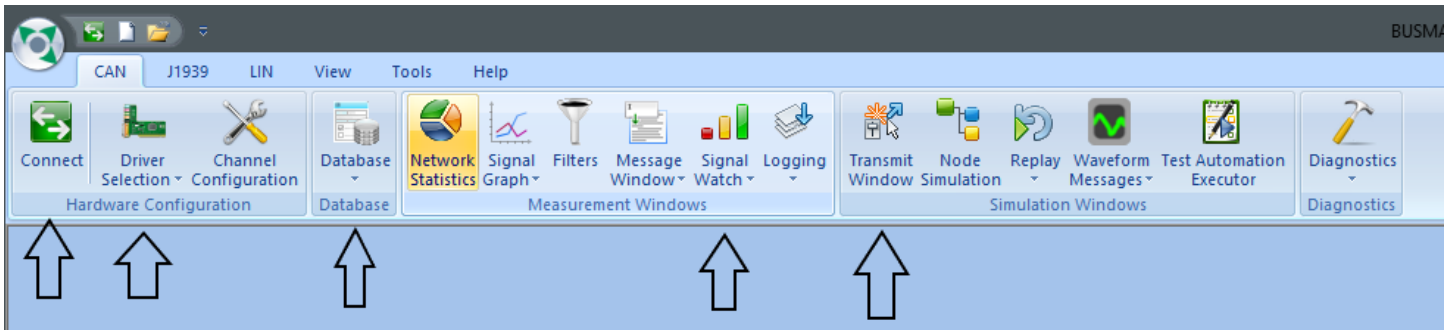 BUSMA
CAN J1939 LIN View Tools Help
Connect Driver Selection Channel Configuration Database Network Statistics Signal Graph Filters Message Window Signal Watch Logging Transmit Window Node Simulation Replay Waveform Messages Test Automation Executor Diagnostics
Hardware Configuration Database Measurement Windows Simulation Windows Diagnostics